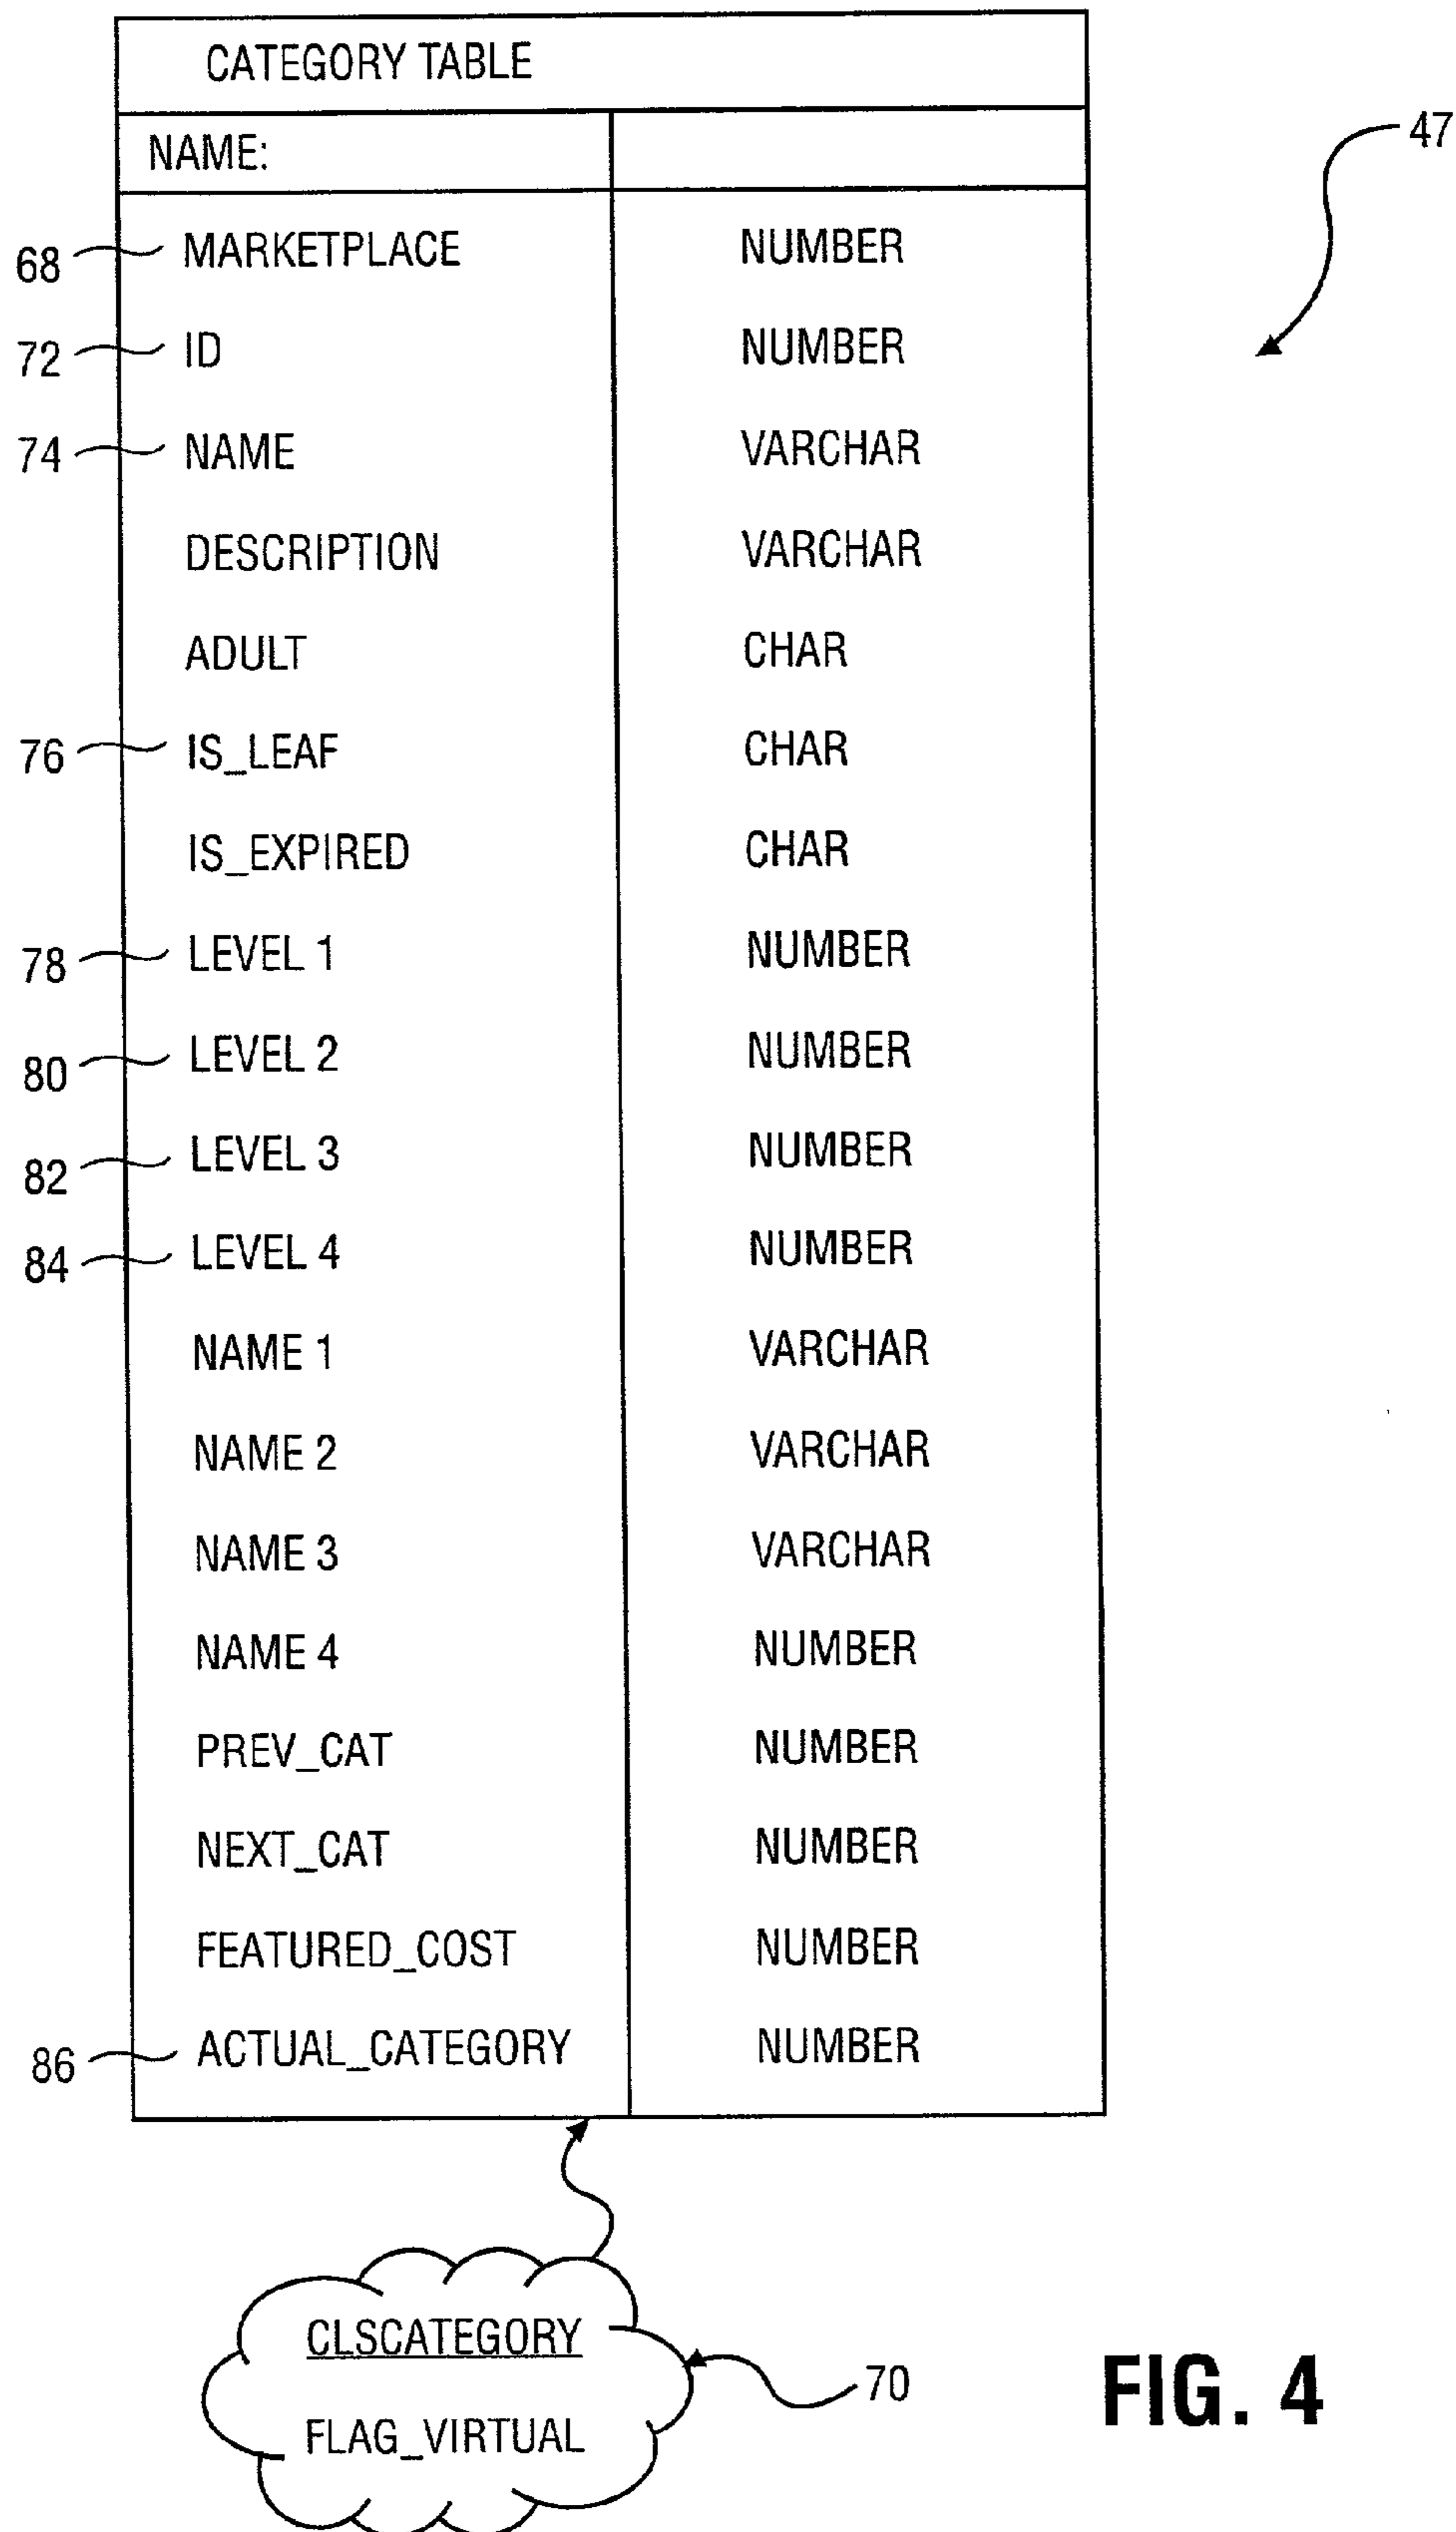 CATEGORY TABLE
NAME:
47
68 MARKETPLACE NUMBER
72 ID NUMBER
74 NAME VARCHAR
DESCRIPTION VARCHAR
ADULT CHAR
76 IS_LEAF CHAR
IS_EXPIRED CHAR
78 LEVEL 1 NUMBER
80 LEVEL 2 NUMBER
82 LEVEL 3 NUMBER
84 LEVEL 4 NUMBER
NAME 1 VARCHAR
NAME 2 VARCHAR
NAME 3 VARCHAR
NAME 4 NUMBER
PREV_CAT NUMBER
NEXT_CAT NUMBER
FEATURED_COST NUMBER
86 ACTUAL_CATEGORY NUMBER
CLSCATEGORY
FLAG_VIRTUAL
70
FIG. 4